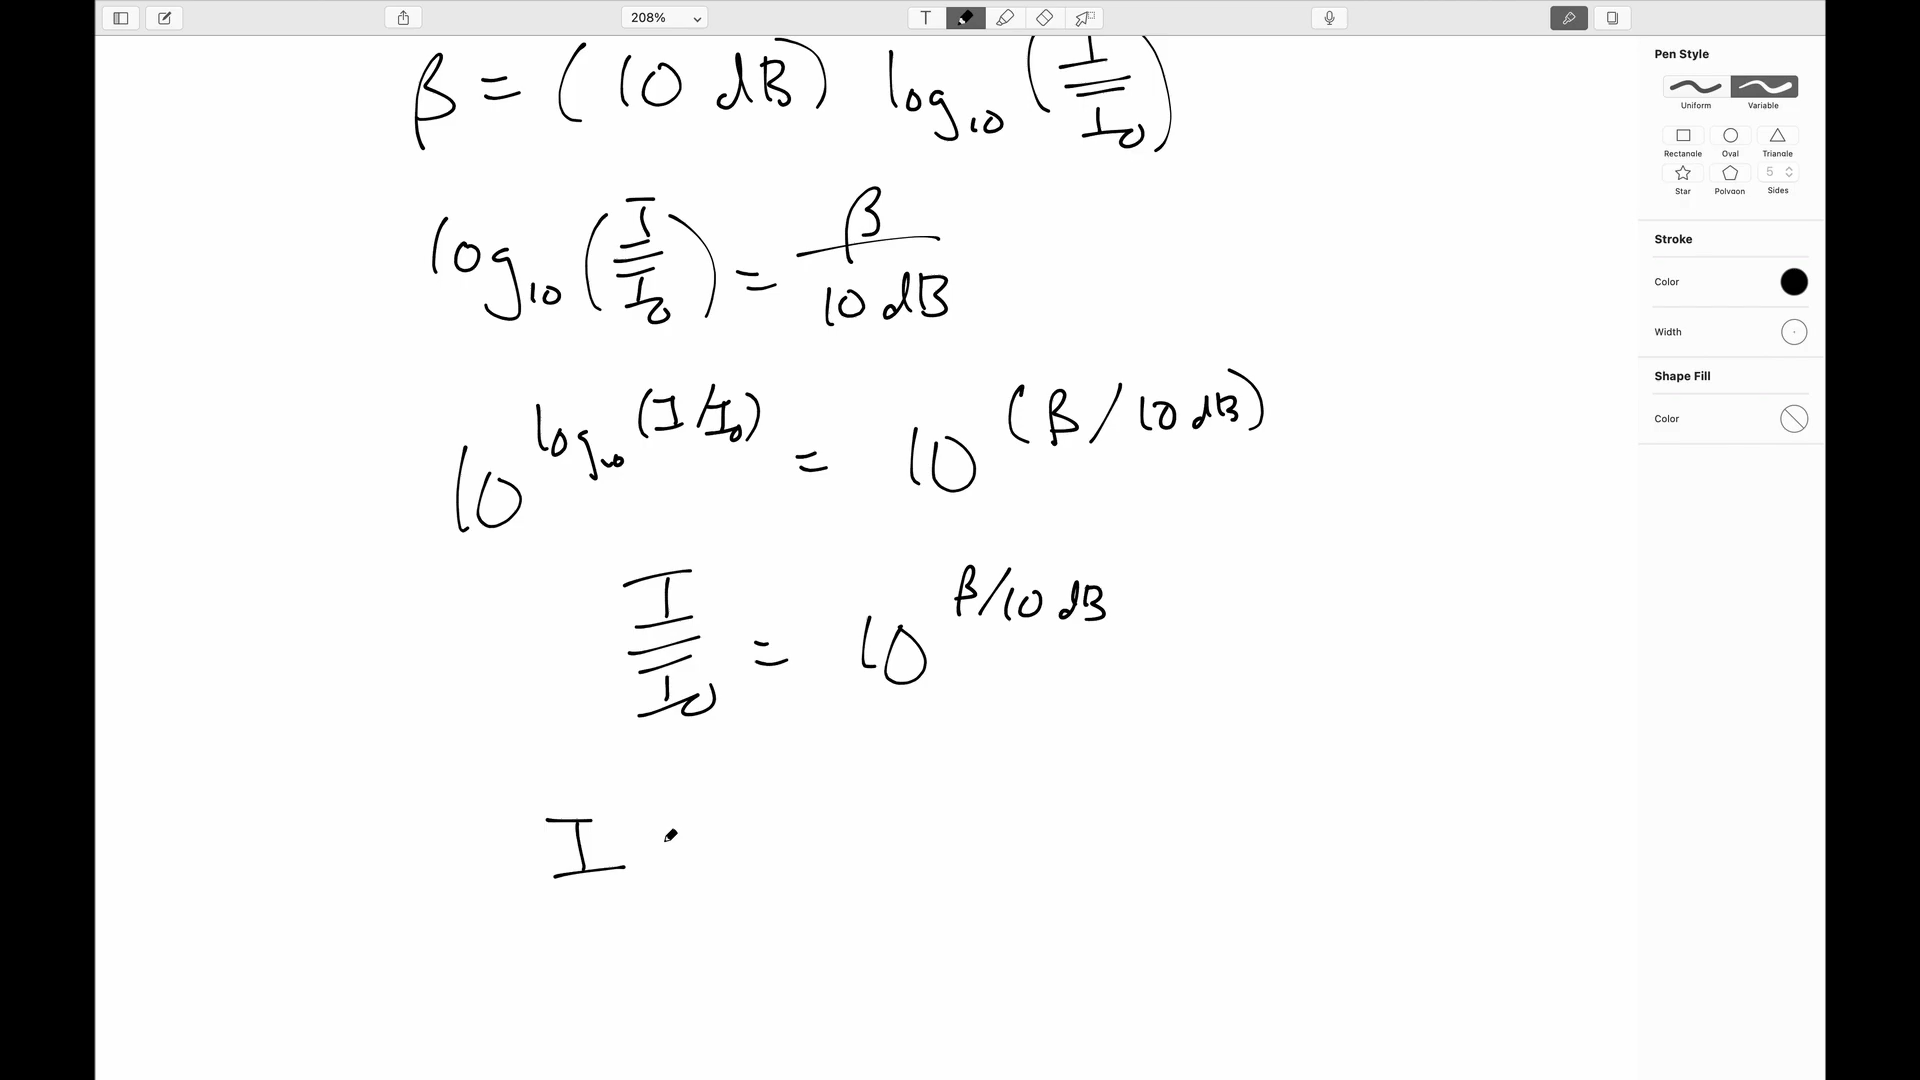 208%
T
Pen Style
Uniform Variable
Rectangle Oval Triangle
5
Star Polygon Sides
Stroke
Color
Width
Shape Fill
Color
β = (10 dB) log₁₀ (I/I₀)
log₁₀ (I/I₀) = β/10 dB
10^log₁₀ (I/I₀) = 10^(β/10 dB)
I/I₀ = 10^β/10 dB
I